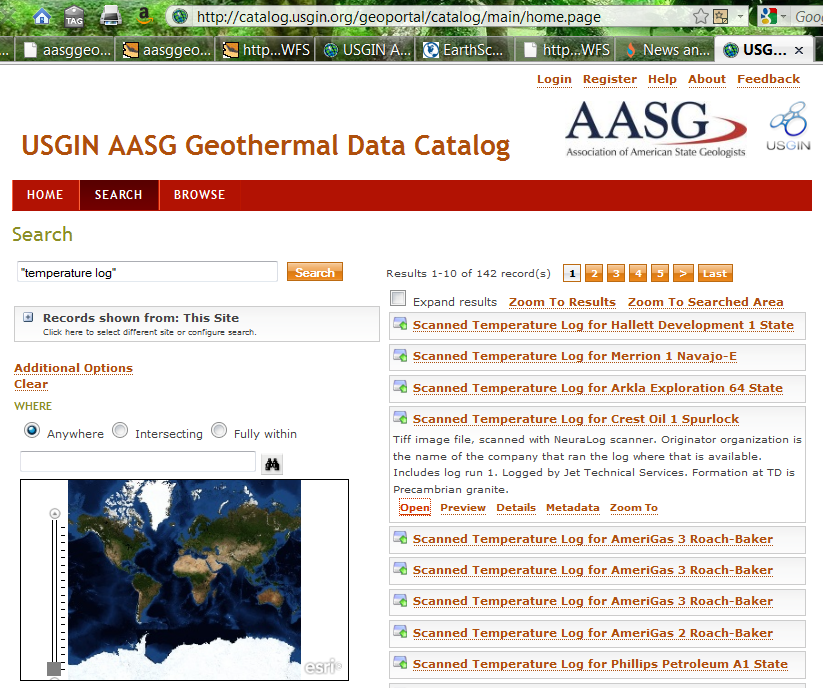 TAG
http://catalog.usgin.org/geoportal/catalog/main/home.page
Goo
... aasggeo... aasggeo... http...WFS USGIN A... EarthSc... http...WFS News an... USG... ×
Login Register Help About Feedback
USGIN AASG Geothermal Data Catalog
AASG
Association of American State Geologists
USGIN
HOME SEARCH BROWSE
Search
"temperature log"
Search
Records shown from: This Site
Click here to select different site or configure search.
Additional Options
Clear
WHERE
Anywhere Intersecting Fully within
esri
Results 1-10 of 142 record(s) 1 2 3 4 5 > Last
Expand results Zoom To Results Zoom To Searched Area
Scanned Temperature Log for Hallett Development 1 State
Scanned Temperature Log for Merrion 1 Navajo-E
Scanned Temperature Log for Arkla Exploration 64 State
Scanned Temperature Log for Crest Oil 1 Spurlock
Tiff image file, scanned with NeuraLog scanner. Originator organization is
the name of the company that ran the log where that is available.
Includes log run 1. Logged by Jet Technical Services. Formation at TD is
Precambrian granite.
Open Preview Details Metadata Zoom To
Scanned Temperature Log for AmeriGas 3 Roach-Baker
Scanned Temperature Log for AmeriGas 3 Roach-Baker
Scanned Temperature Log for AmeriGas 3 Roach-Baker
Scanned Temperature Log for AmeriGas 2 Roach-Baker
Scanned Temperature Log for Phillips Petroleum A1 State